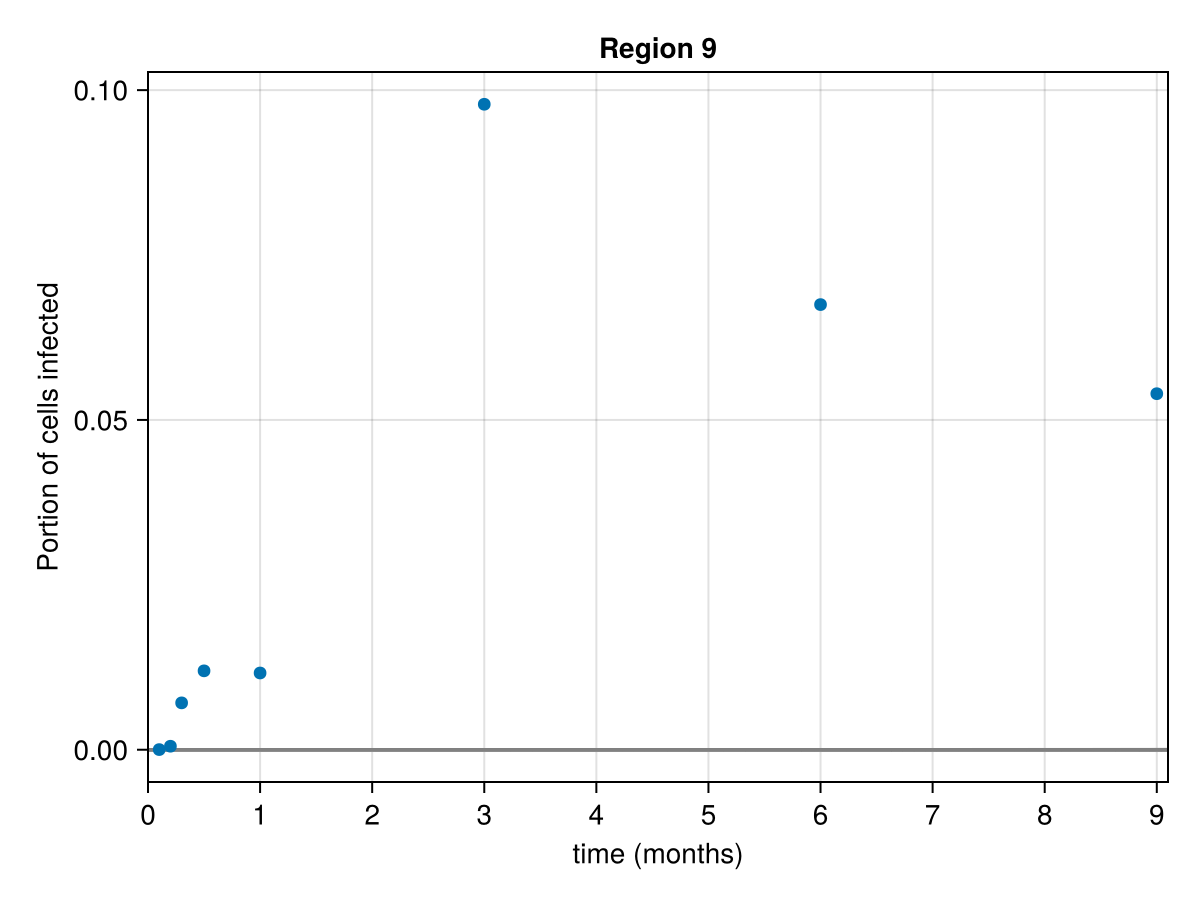 Region 9
0.10
0.05
0.00
Portion of cells infected
0 1 2 3 4 5 6 7 8 9
time (months)